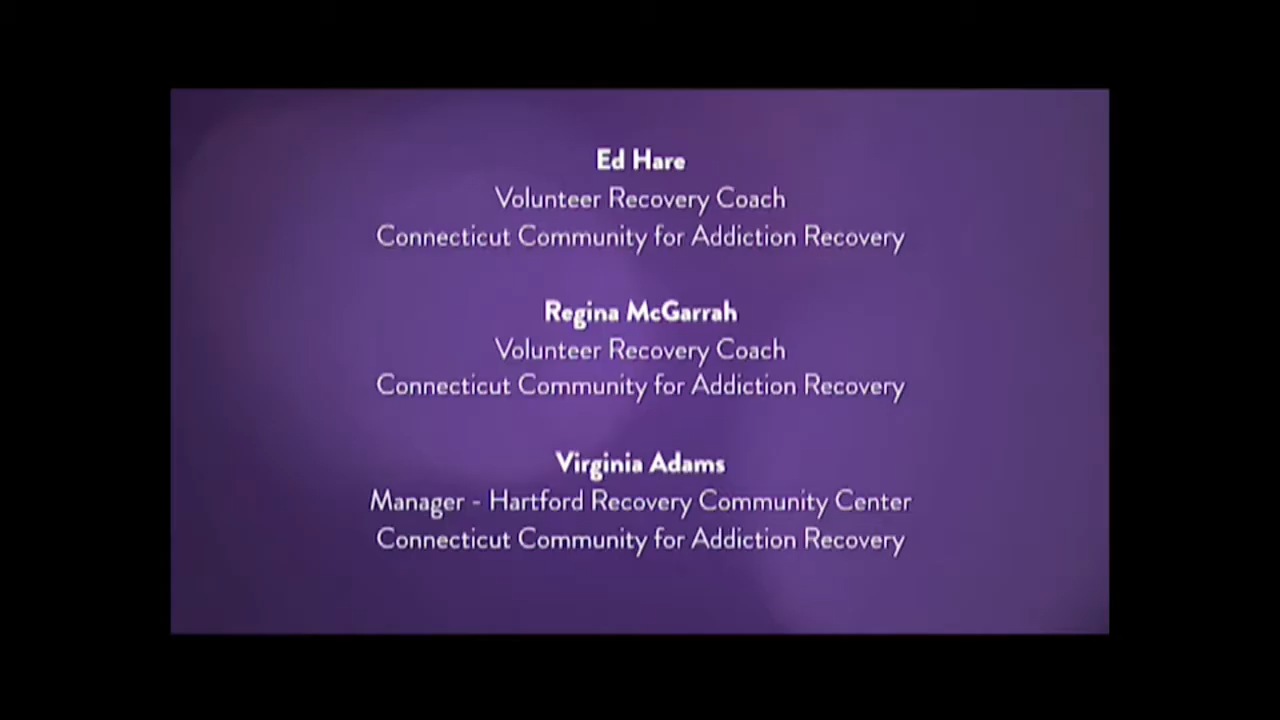 Ed Hare
Volunteer Recovery Coach
Connecticut Community for Addiction Recovery
Regina McGarrah
Volunteer Recovery Coach
Connecticut Community for Addiction Recovery
Virginia Adams
Manager - Hartford Recovery Community Center
Connecticut Community for Addiction Recovery